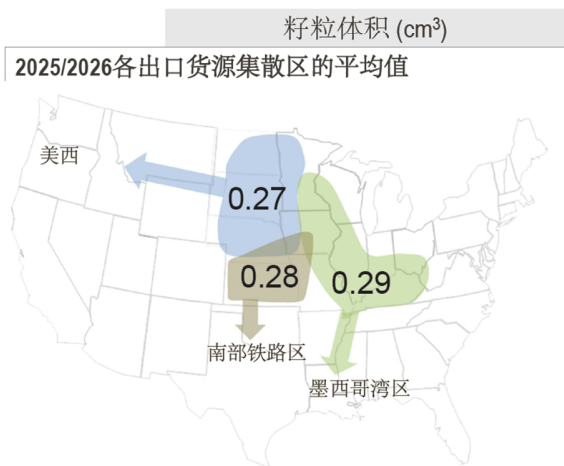 籽粒体积 (cm³)
2025/2026各出口货源集散区的平均值
美西
0.27
0.28
0.29
南部铁路区
墨西哥湾区